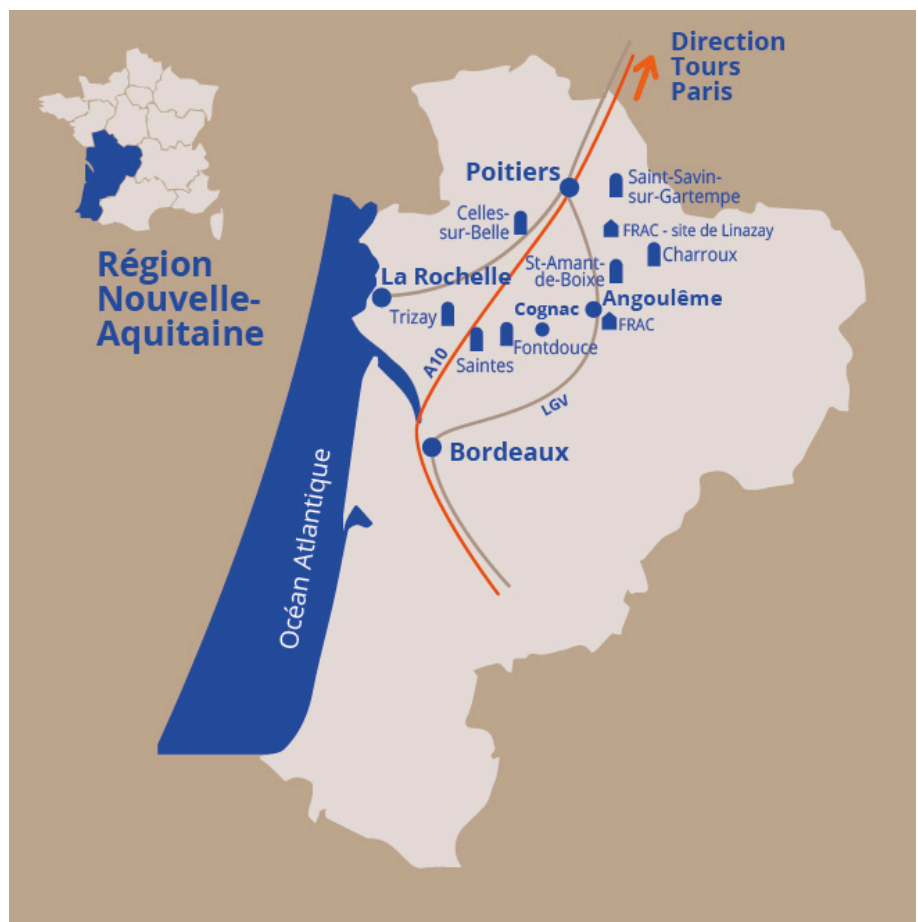 Direction
Tours
Paris
Poitiers
Saint-Savin-
sur-Gartempe
Celles-
sur-Belle
FRAC - site de Linazay
Charroux
Région
Nouvelle-
Aquitaine
La Rochelle
St-Amant-
de-Boixe
Angoulême
Trizay
Cognac
FRAC
Saintes
Fontdouce
A10
LGV
Bordeaux
Océan Atlantique